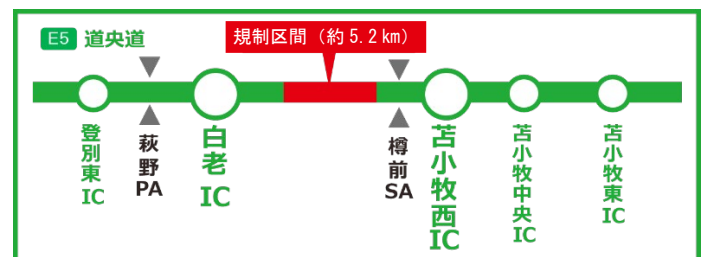 E5 道央道
規制区間（約5.2km）
登別東IC
萩野PA
白老IC
樽前SA
苫小牧西IC
苫小牧中央IC
苫小牧東IC